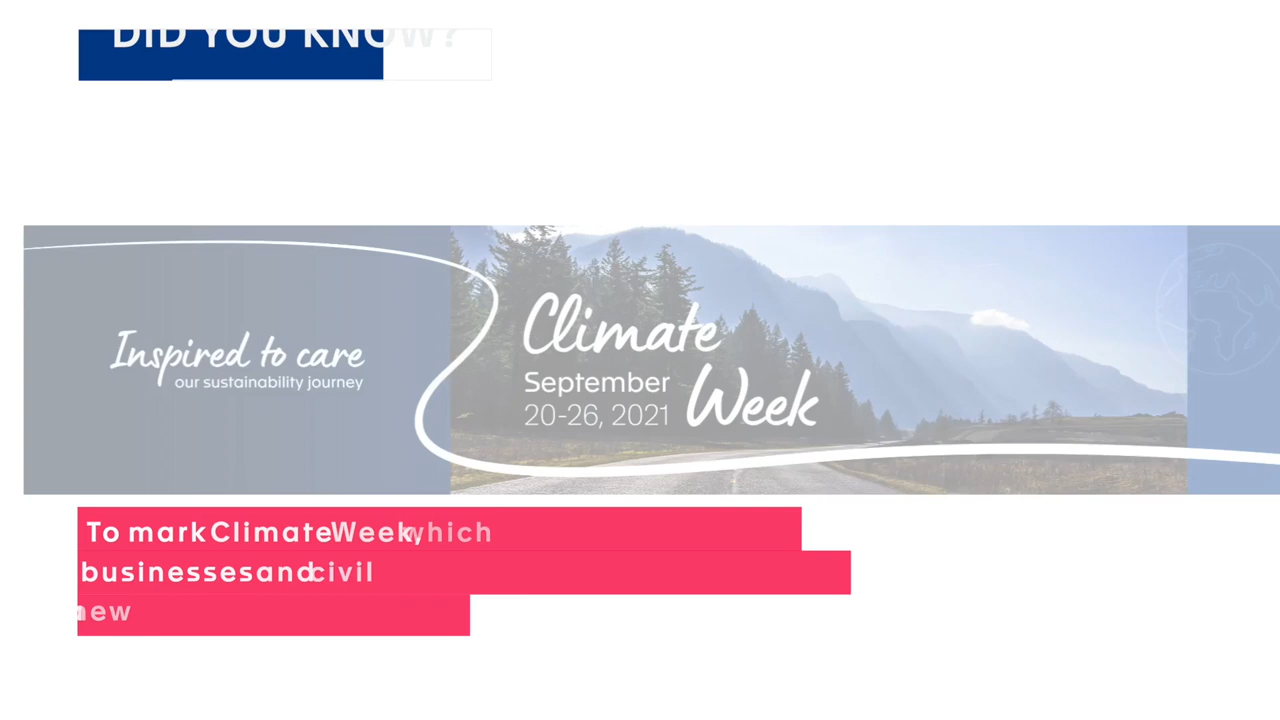 DID YOU KNOW?
Inspired to care
our sustainability journey
Climate
Week
September
20-26, 2021
To mark Climate Week, which
businesses and civil
new